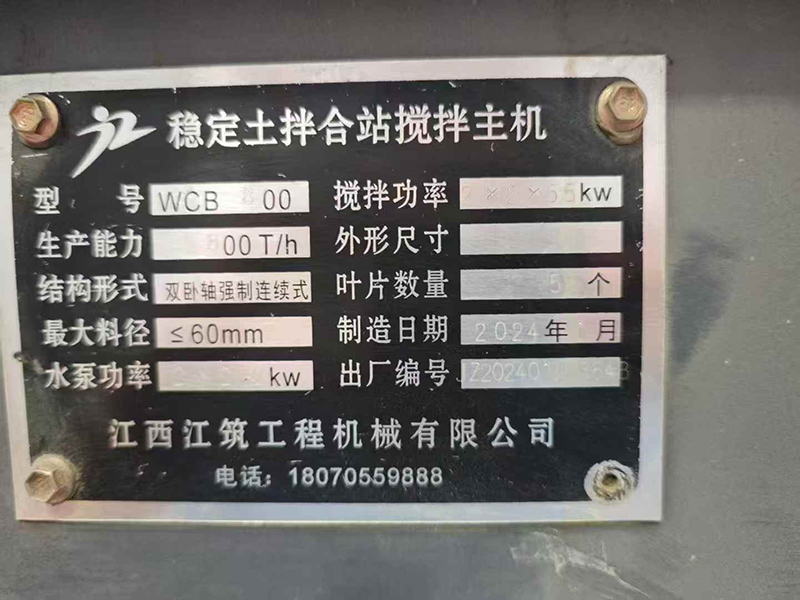 稳定土拌合站搅拌主机
型号 WCB 800 搅拌功率 55kw
生产能力 800T/h 外形尺寸
结构形式 双卧轴强制连续式 叶片数量 个
最大料径 ≤60mm 制造日期 2024年 月
水泵功率 kw 出厂编号
江西江筑工程机械有限公司
电话：18070559888